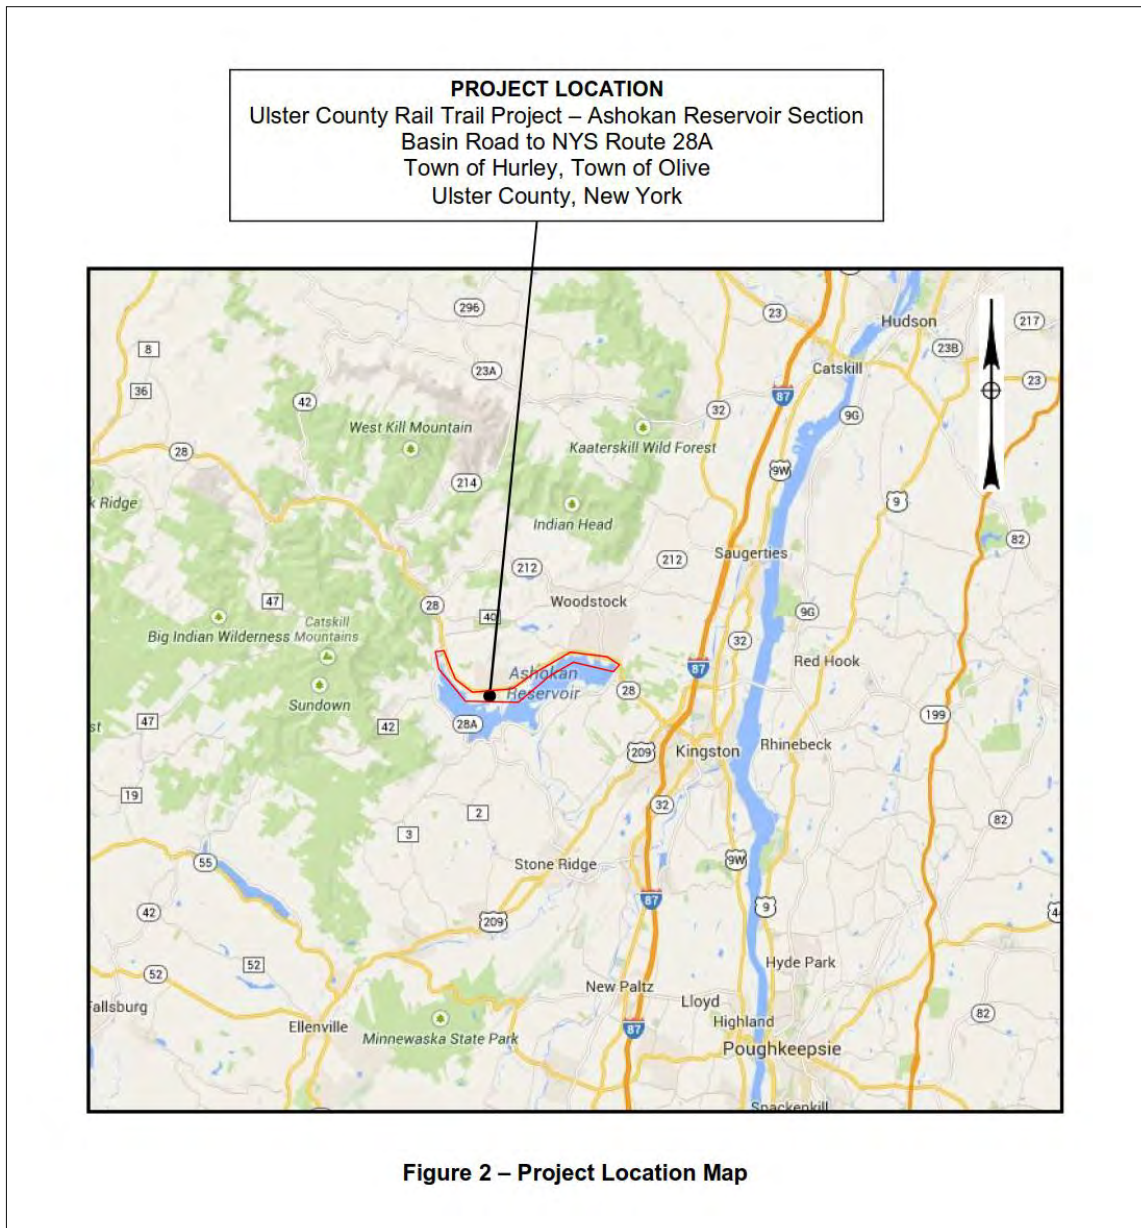 PROJECT LOCATION
Ulster County Rail Trail Project – Ashokan Reservoir Section
Basin Road to NYS Route 28A
Town of Hurley, Town of Olive
Ulster County, New York
296
23
Hudson
217
8
23A
23B
Catskill
36
42
87
32
9G
23
West Kill Mountain
Kaaterskill Wild Forest
28
9W
214
9
k Ridge
Indian Head
82
Saugerties
212
212
47
28
40
Woodstock
9G
Catskill
Mountains
Big Indian Wilderness
32
Red Hook
87
Ashokan
Reservoir
28
Sundown
47
st
42
28A
199
209
Kingston
Rhinebeck
19
2
32
82
3
55
Stone Ridge
9W
87
9
42
209
44
52
52
Hyde Park
New Paltz
Lloyd
allsburg
82
Ellenville
Highland
87
Minnewaska State Park
Poughkeepsie
Spackenkill
Figure 2 – Project Location Map